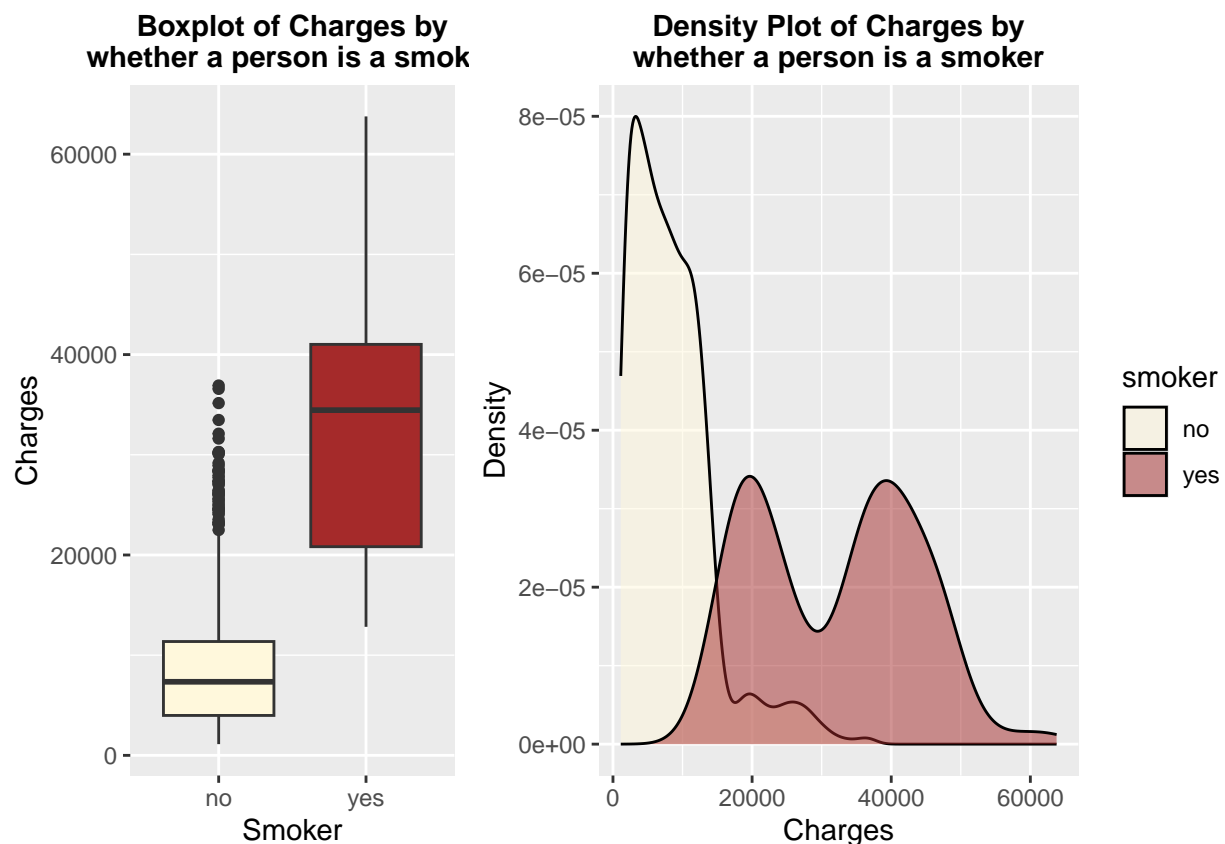 Boxplot of Charges by
whether a person is a smok
60000
40000
20000
0
Charges
no
yes
Smoker
Density Plot of Charges by
whether a person is a smoker
8e−05
6e−05
4e−05
2e−05
0e+00
Density
0
20000
40000
60000
Charges
smoker
no
yes